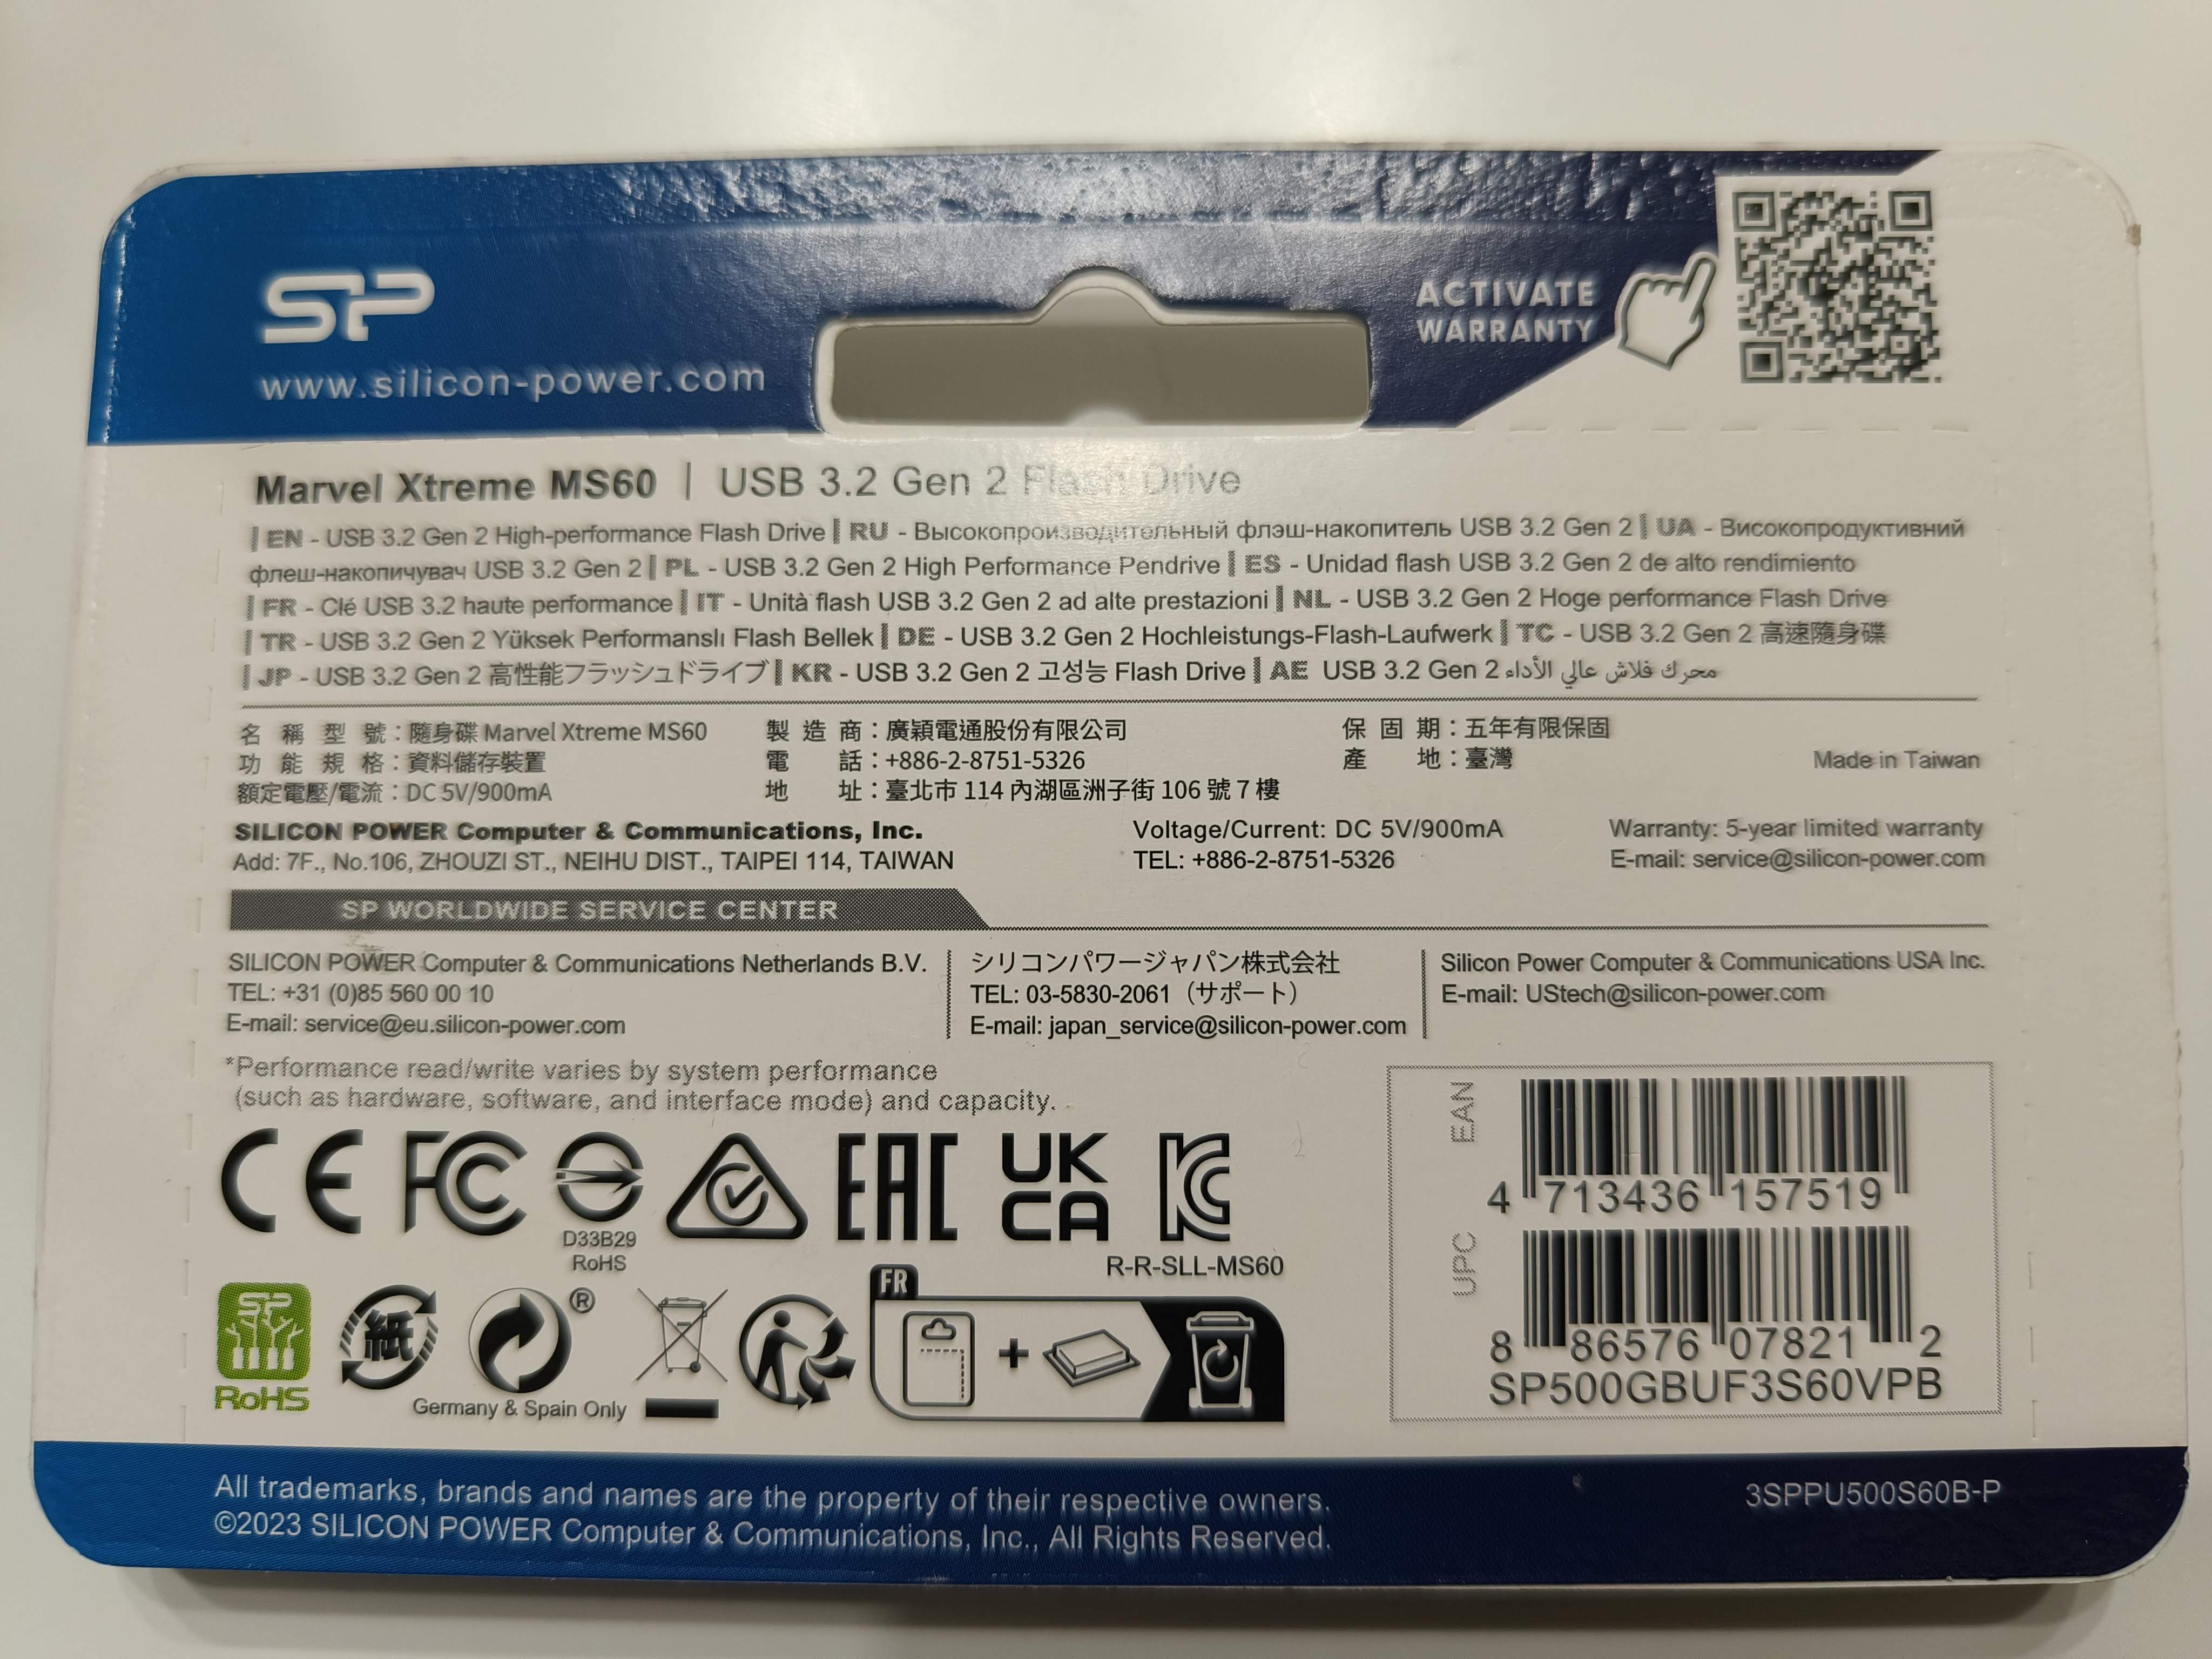 SP
www.silicon-power.com
ACTIVATE
WARRANTY
Marvel Xtreme MS60 | USB 3.2 Gen 2 Flash Drive
| EN - USB 3.2 Gen 2 High-performance Flash Drive | RU - Высокопроизводительный флэш-накопитель USB 3.2 Gen 2 | UA - Високопродуктивний
флеш-накопичувач USB 3.2 Gen 2 | PL - USB 3.2 Gen 2 High Performance Pendrive | ES - Unidad flash USB 3.2 Gen 2 de alto rendimiento
| FR - Clé USB 3.2 haute performance | IT - Unità flash USB 3.2 Gen 2 ad alte prestazioni | NL - USB 3.2 Gen 2 Hoge performance Flash Drive
| TR - USB 3.2 Gen 2 Yüksek Performanslı Flash Bellek | DE - USB 3.2 Gen 2 Hochleistungs-Flash-Laufwerk | TC - USB 3.2 Gen 2 高速隨身碟
| JP - USB 3.2 Gen 2 高性能フラッシュドライブ | KR - USB 3.2 Gen 2 고성능 Flash Drive | AE USB 3.2 Gen 2 محرك فلاش عالي الأداء
名稱型號：隨身碟 Marvel Xtreme MS60 製造商：廣穎電通股份有限公司 保固期：五年有限保固
功能規格：資料儲存裝置 電話：+886-2-8751-5326 產地：臺灣 Made in Taiwan
額定電壓/電流：DC 5V/900mA 地址：臺北市 114 內湖區洲子街 106 號 7 樓
SILICON POWER Computer & Communications, Inc. Voltage/Current: DC 5V/900mA Warranty: 5-year limited warranty
Add: 7F., No.106, ZHOUZI ST., NEIHU DIST., TAIPEI 114, TAIWAN TEL: +886-2-8751-5326 E-mail: service@silicon-power.com
SP WORLDWIDE SERVICE CENTER
SILICON POWER Computer & Communications Netherlands B.V.
TEL: +31 (0)85 560 00 10
E-mail: service@eu.silicon-power.com
シリコンパワージャパン株式会社
TEL: 03-5830-2061（サポート）
E-mail: japan_service@silicon-power.com
Silicon Power Computer & Communications USA Inc.
E-mail: UStech@silicon-power.com
*Performance read/write varies by system performance
(such as hardware, software, and interface mode) and capacity.
CE FC EAC UK
CA KC
D33B29
RoHS
R-R-SLL-MS60
SP
RoHS
紙
®
Germany & Spain Only
FR
+
EAN
4 713436 157519
UPC
8 86576 07821 2
SP500GBUF3S60VPB
All trademarks, brands and names are the property of their respective owners.
©2023 SILICON POWER Computer & Communications, Inc., All Rights Reserved.
3SPPU500S60B-P